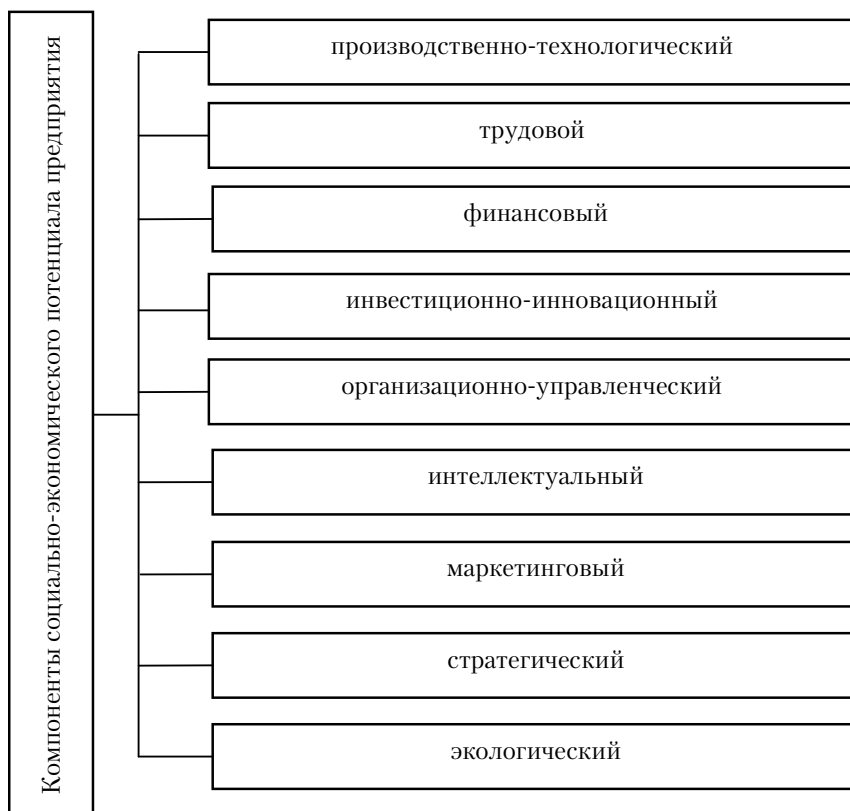 Компоненты социально-экономического потенциала предприятия
производственно-технологический
трудовой
финансовый
инвестиционно-инновационный
организационно-управленческий
интеллектуальный
маркетинговый
стратегический
экологический